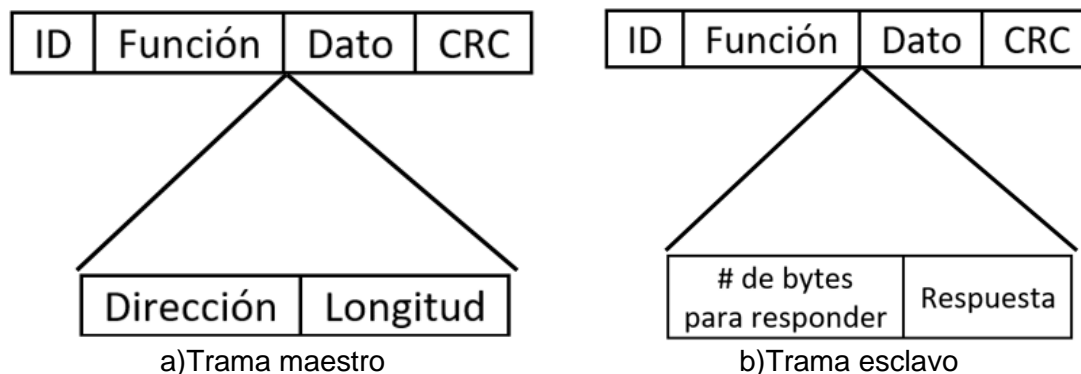 ID Función Dato CRC
Dirección Longitud
a)Trama maestro
ID Función Dato CRC
# de bytes
para responder
Respuesta
b)Trama esclavo